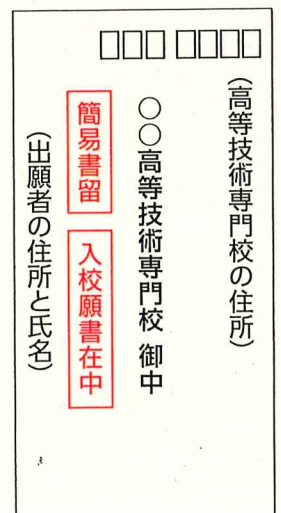 □□□ □□□□
（高等技術専門校の住所）
○○高等技術専門校 御中
簡易書留 入校願書在中
（出願者の住所と氏名）